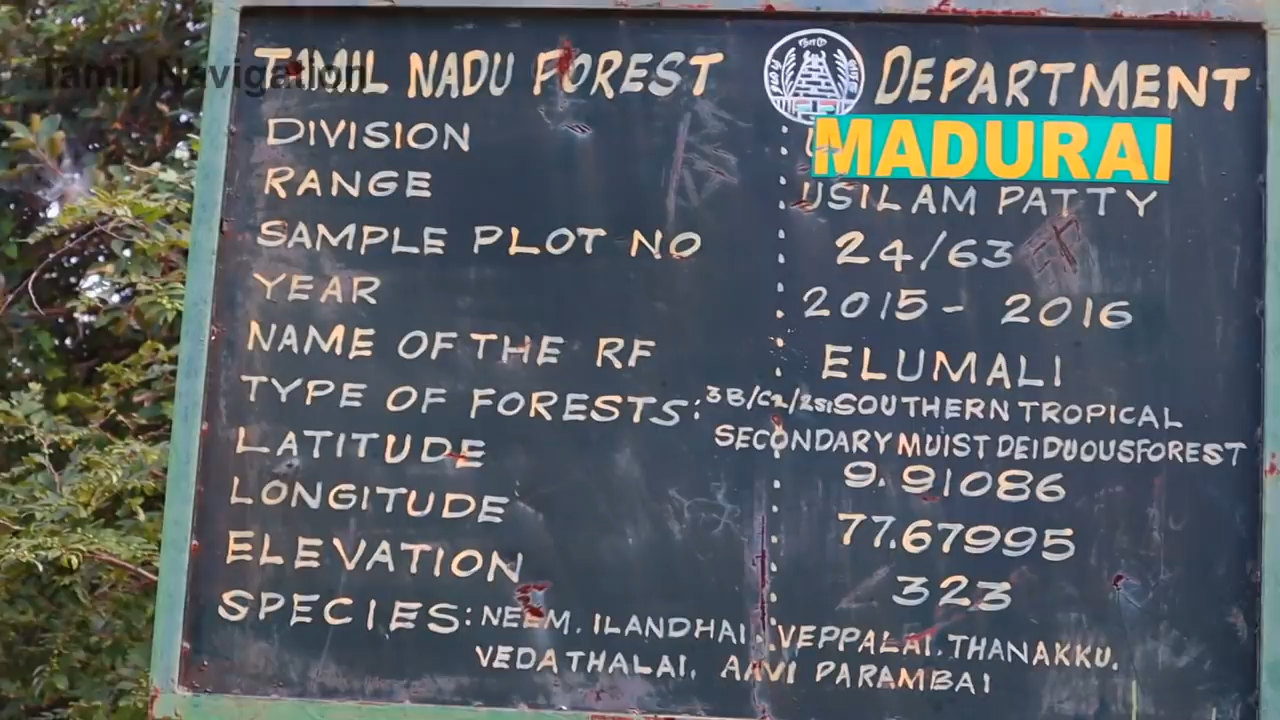 Tamil Navigation
TAMIL NADU FOREST DEPARTMENT
DIVISION : MADURAI
RANGE : USILAM PATTY
SAMPLE PLOT NO : 24/63
YEAR : 2015 - 2016
NAME OF THE RF : ELUMALI
TYPE OF FORESTS: 3B/C2/2S1 SOUTHERN TROPICAL
SECONDARY MUIST DEIDUOUSFOREST
LATITUDE : 9.91086
LONGITUDE : 77.67995
ELEVATION : 323
SPECIES: NEEM. ILANDHAI. VEPPALAI. THANAKKU.
VEDATHALAI. AAVI PARAMBAI